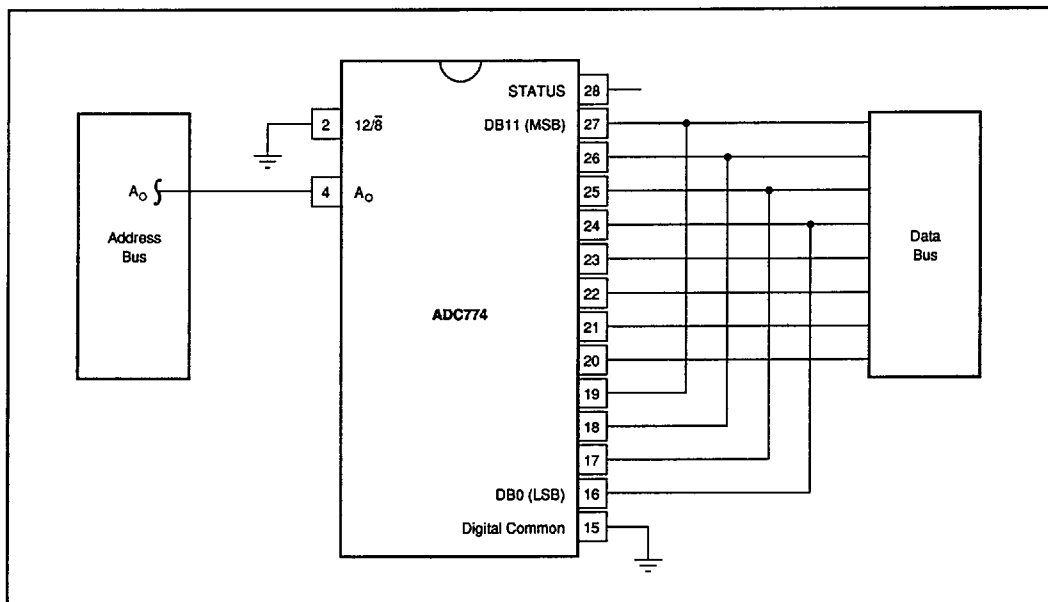 STATUS 28
2 12/8̅ DB11 (MSB) 27
26
A₀ 4 A₀ 25
24
Address
Bus
Data
Bus
23
22
ADC774
21
20
19
18
17
DB0 (LSB) 16
Digital Common 15